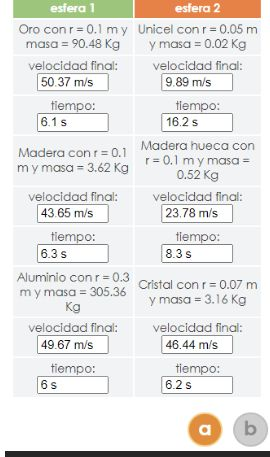 esfera 1
esfera 2
Oro con r = 0.1 m y
masa = 90.48 Kg
Unicel con r = 0.05 m
y masa = 0.02 Kg
velocidad final:
50.37 m/s
velocidad final:
9.89 m/s
tiempo:
6.1 s
tiempo:
16.2 s
Madera con r = 0.1
m y masa = 3.62 Kg
Madera hueca con
r = 0.1 m y masa =
0.52 Kg
velocidad final:
43.65 m/s
velocidad final:
23.78 m/s
tiempo:
6.3 s
tiempo:
8.3 s
Aluminio con r = 0.3
m y masa = 305.36
Kg
Cristal con r = 0.07 m
y masa = 3.16 Kg
velocidad final:
49.67 m/s
velocidad final:
46.44 m/s
tiempo:
6 s
tiempo:
6.2 s
a
b